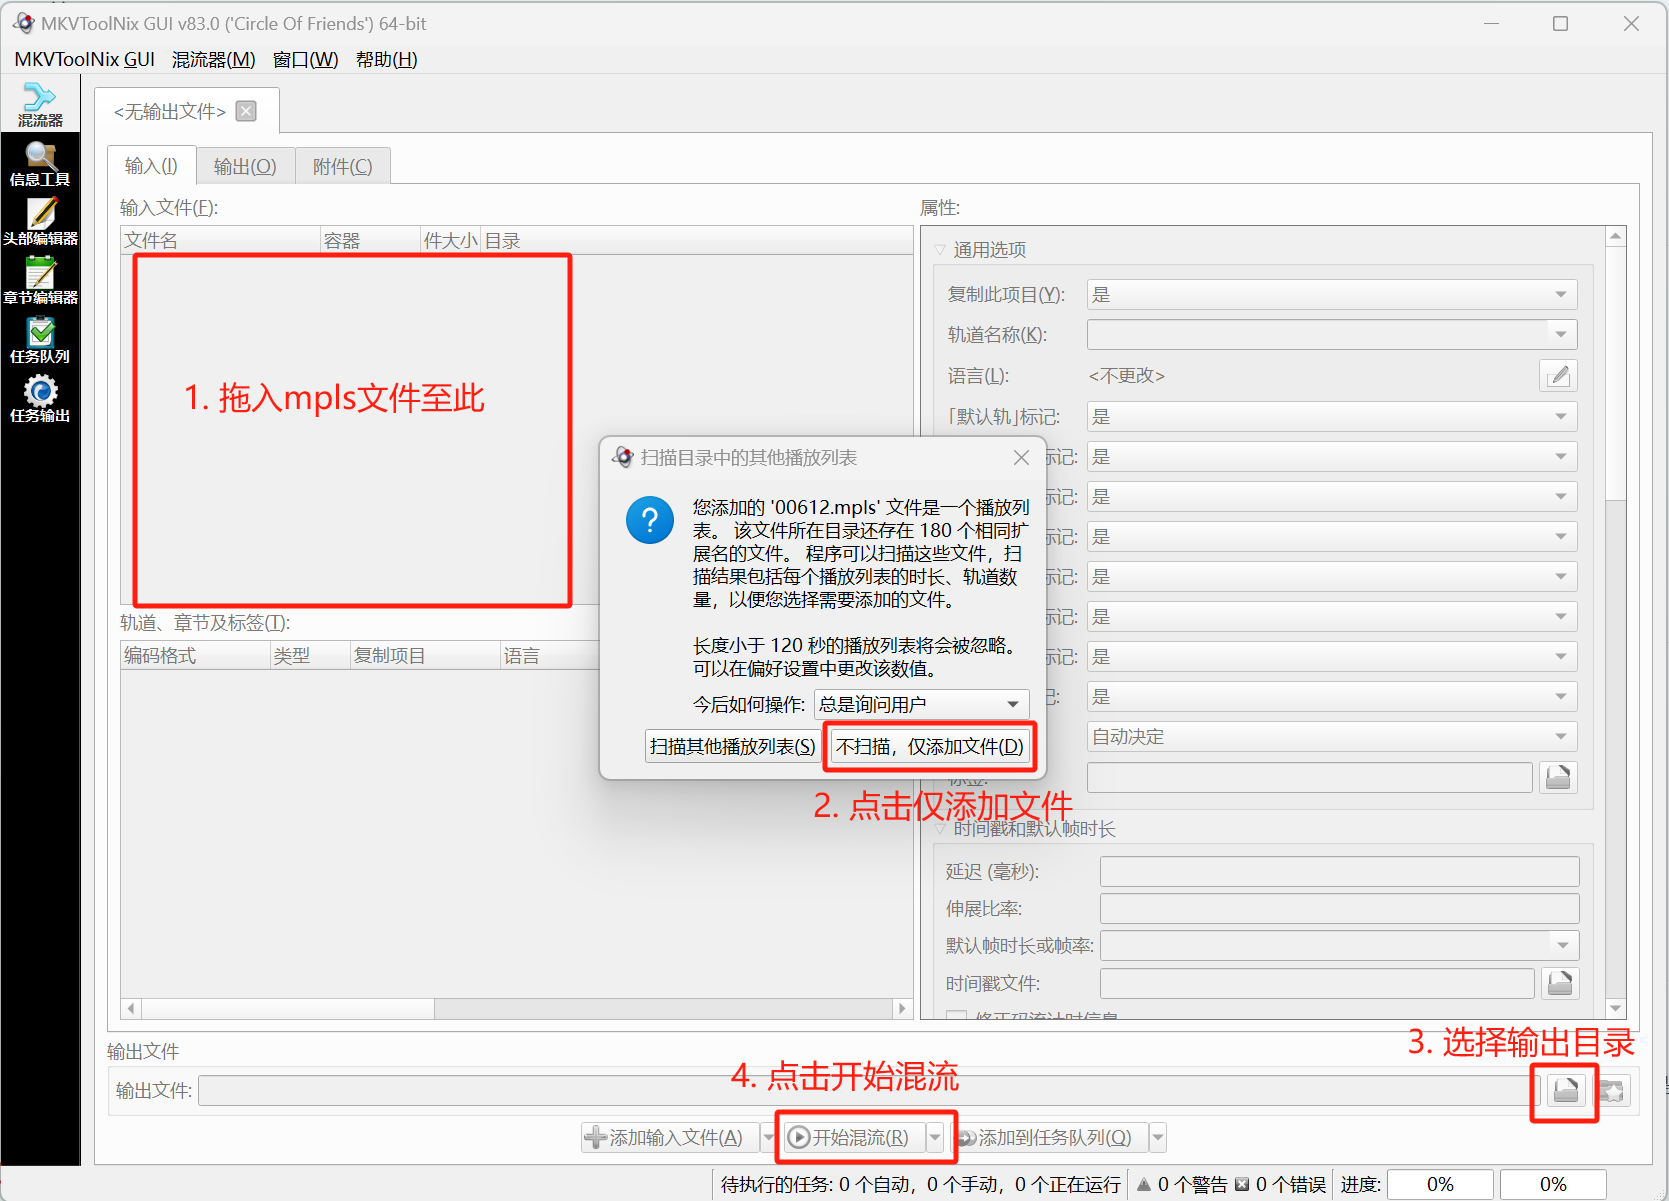 MKVToolNix GUI v83.0 ('Circle Of Friends') 64-bit
MKVToolNix GUI 混流器(M) 窗口(W) 帮助(H)
混流器
信息工具
头部编辑器
章节编辑器
任务队列
任务输出
<无输出文件>
输入(I) 输出(O) 附件(C)
输入文件(F):
文件名 容器 件大小 目录
1. 拖入mpls文件至此
轨道、章节及标签(T):
编码格式 类型 复制项目 语言
属性:
通用选项
复制此项目(Y): 是
轨道名称(K):
语言(L): <不更改>
「默认轨」标记: 是
标记: 是
标记: 是
标记: 是
标记: 是
标记: 是
标记: 是
是
自动决定
扫描目录中的其他播放列表
您添加的 '00612.mpls' 文件是一个播放列
表。 该文件所在目录还存在 180 个相同扩
展名的文件。 程序可以扫描这些文件，扫
描结果包括每个播放列表的时长、轨道数
量，以便您选择需要添加的文件。
长度小于 120 秒的播放列表将会被忽略。
可以在偏好设置中更改该数值。
今后如何操作: 总是询问用户
扫描其他播放列表(S) 不扫描，仅添加文件(D)
2. 点击仅添加文件
时间戳和默认帧时长
延迟 (毫秒):
伸展比率:
默认帧时长或帧率:
时间戳文件:
修正码流计时信息
3. 选择输出目录
输出文件
输出文件:
4. 点击开始混流
添加输入文件(A) 开始混流(R) 添加到任务队列(Q)
待执行的任务: 0 个自动，0 个手动，0 个正在运行 0 个警告 0 个错误 进度: 0% 0%